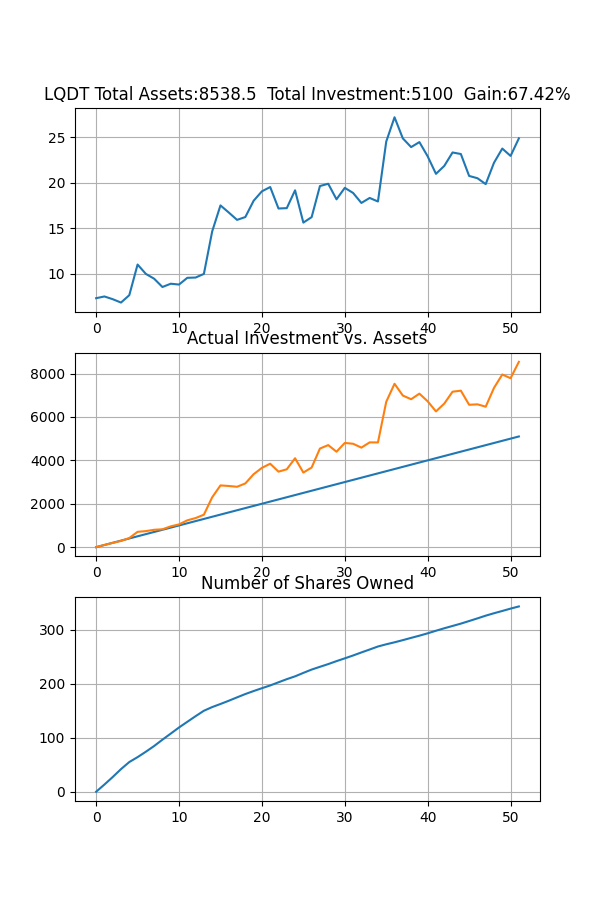 LQDT Total Assets:8538.5  Total Investment:5100  Gain:67.42%
25
20
15
10
0 10 20 30 40 50
Actual Investment vs. Assets
8000
6000
4000
2000
0
0 10 20 30 40 50
Number of Shares Owned
300
200
100
0
0 10 20 30 40 50